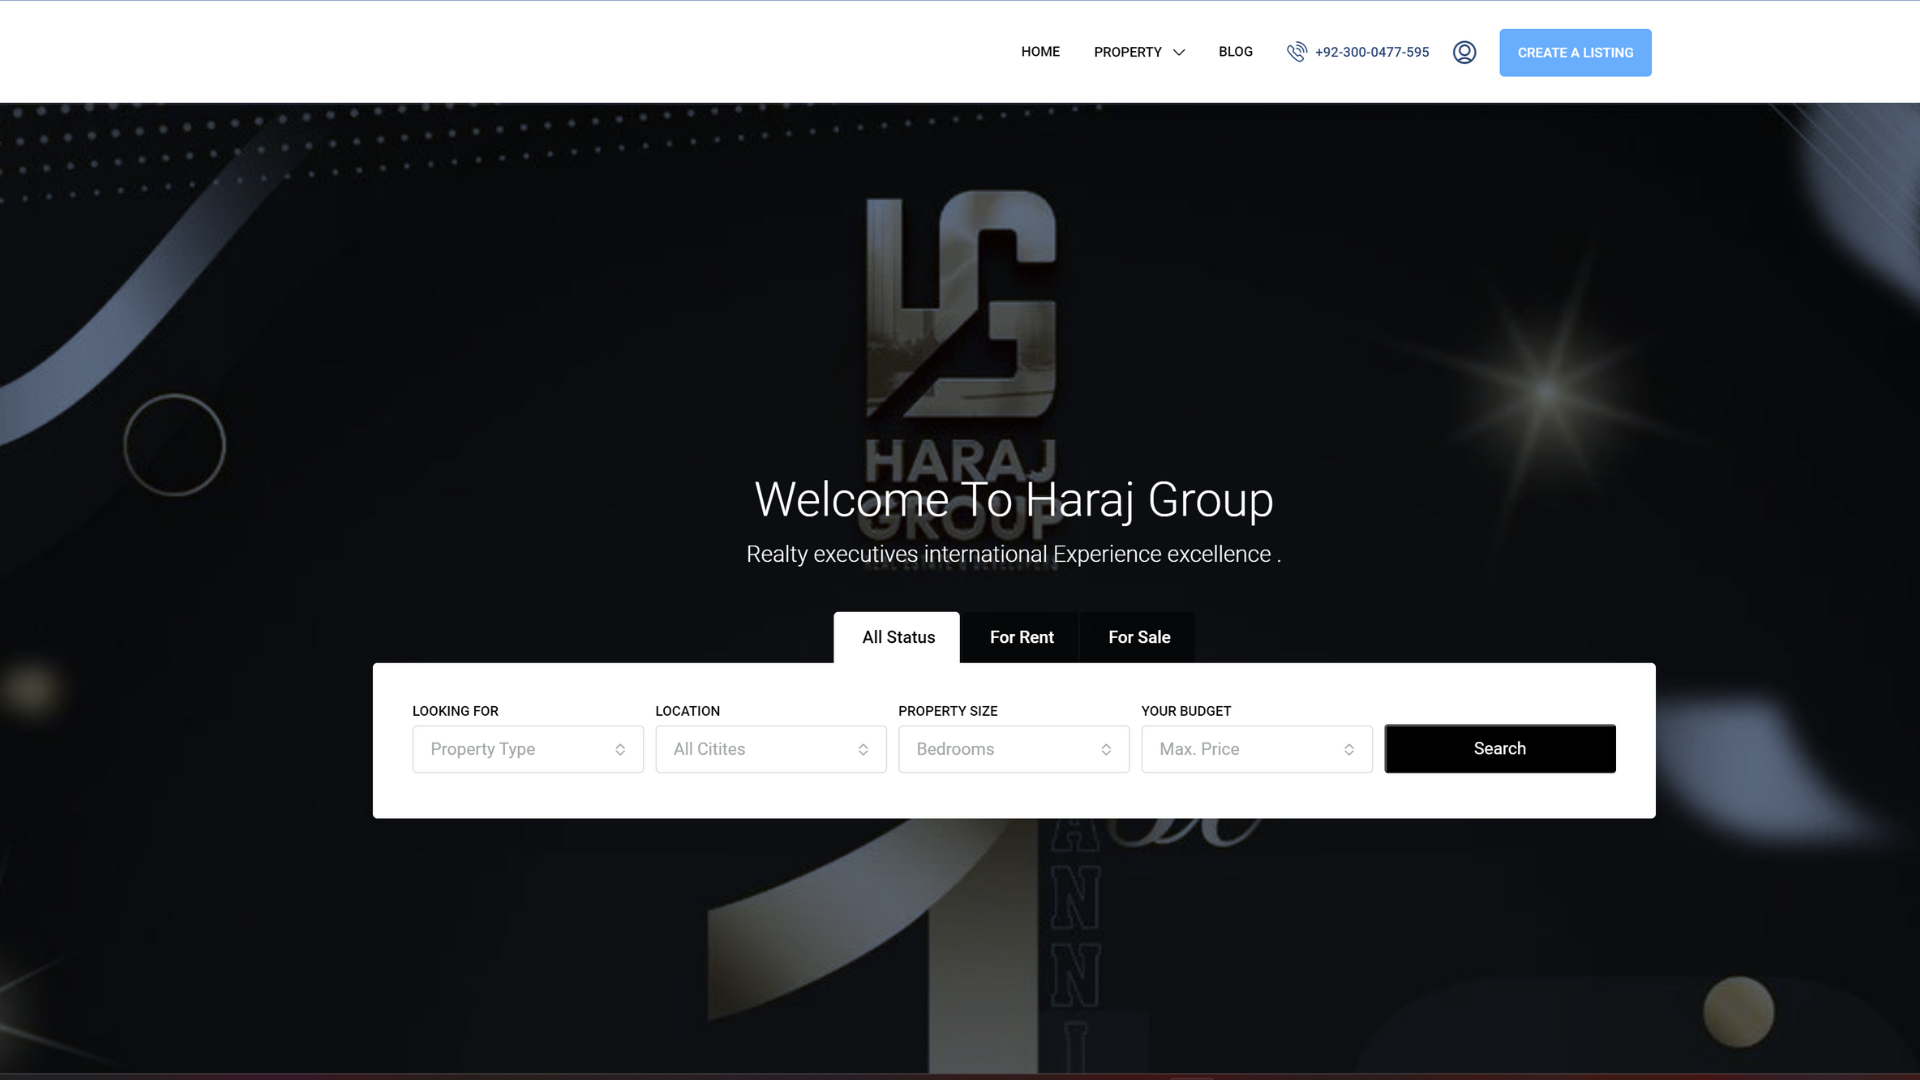 HOME
PROPERTY
BLOG
+92-300-0477-595
CREATE A LISTING
HARAJ
GROUP
Welcome To Haraj Group
Realty executives international Experience excellence .
All Status
For Rent
For Sale
LOOKING FOR
LOCATION
PROPERTY SIZE
YOUR BUDGET
Property Type
All Citites
Bedrooms
Max. Price
Search
1
A
N
N
I